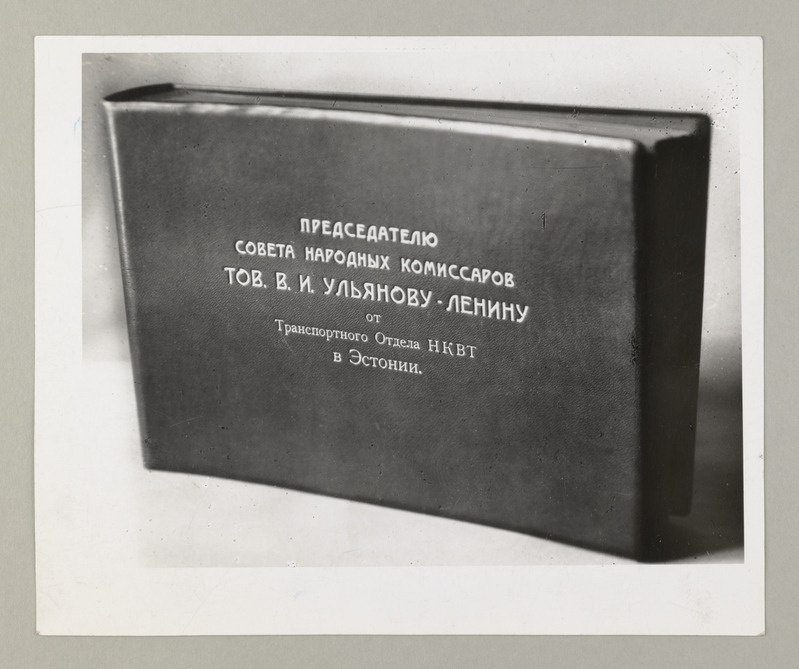 ПРЕДСЕДАТЕЛЮ
СОВЕТА НАРОДНЫХ КОМИССАРОВ
ТОВ. В. И. УЛЬЯНОВУ-ЛЕНИНУ
от
Транспортного Отдела НКВТ
в Эстонии.